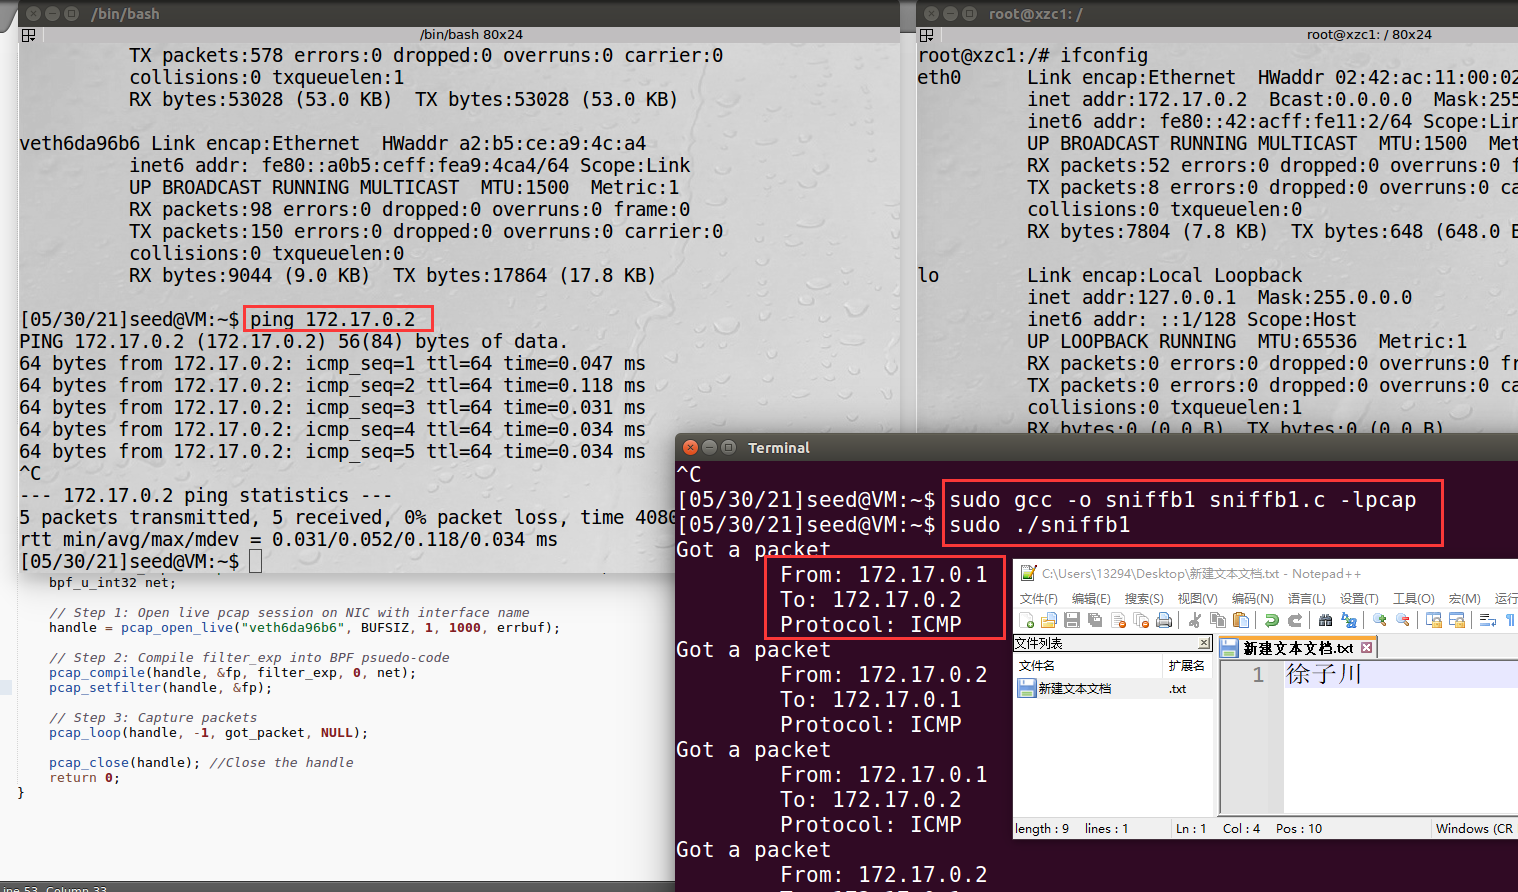 /bin/bash
/bin/bash 80x24
TX packets:578 errors:0 dropped:0 overruns:0 carrier:0
collisions:0 txqueuelen:1
RX bytes:53028 (53.0 KB)  TX bytes:53028 (53.0 KB)
veth6da96b6 Link encap:Ethernet  HWaddr a2:b5:ce:a9:4c:a4
inet6 addr: fe80::a0b5:ceff:fea9:4ca4/64 Scope:Link
UP BROADCAST RUNNING MULTICAST  MTU:1500  Metric:1
RX packets:98 errors:0 dropped:0 overruns:0 frame:0
TX packets:150 errors:0 dropped:0 overruns:0 carrier:0
collisions:0 txqueuelen:0
RX bytes:9044 (9.0 KB)  TX bytes:17864 (17.8 KB)
[05/30/21]seed@VM:~$ ping 172.17.0.2
PING 172.17.0.2 (172.17.0.2) 56(84) bytes of data.
64 bytes from 172.17.0.2: icmp_seq=1 ttl=64 time=0.047 ms
64 bytes from 172.17.0.2: icmp_seq=2 ttl=64 time=0.118 ms
64 bytes from 172.17.0.2: icmp_seq=3 ttl=64 time=0.031 ms
64 bytes from 172.17.0.2: icmp_seq=4 ttl=64 time=0.034 ms
64 bytes from 172.17.0.2: icmp_seq=5 ttl=64 time=0.034 ms
^C
--- 172.17.0.2 ping statistics ---
5 packets transmitted, 5 received, 0% packet loss, time 4080
rtt min/avg/max/mdev = 0.031/0.052/0.118/0.034 ms
[05/30/21]seed@VM:~$
root@xzc1: /
root@xzc1: / 80x24
root@xzc1:/# ifconfig
eth0      Link encap:Ethernet  HWaddr 02:42:ac:11:00:02
inet addr:172.17.0.2  Bcast:0.0.0.0  Mask:255
inet6 addr: fe80::42:acff:fe11:2/64 Scope:Lin
UP BROADCAST RUNNING MULTICAST  MTU:1500  Met
RX packets:52 errors:0 dropped:0 overruns:0 f
TX packets:8 errors:0 dropped:0 overruns:0 ca
collisions:0 txqueuelen:0
RX bytes:7804 (7.8 KB)  TX bytes:648 (648.0 B
lo        Link encap:Local Loopback
inet addr:127.0.0.1  Mask:255.0.0.0
inet6 addr: ::1/128 Scope:Host
UP LOOPBACK RUNNING  MTU:65536  Metric:1
RX packets:0 errors:0 dropped:0 overruns:0 fr
TX packets:0 errors:0 dropped:0 overruns:0 ca
collisions:0 txqueuelen:1
RX bytes:0 (0.0 B)  TX bytes:0 (0.0 B)
bpf_u_int32 net;
// Step 1: Open live pcap session on NIC with interface name
handle = pcap_open_live("veth6da96b6", BUFSIZ, 1, 1000, errbuf);
// Step 2: Compile filter_exp into BPF psuedo-code
pcap_compile(handle, &fp, filter_exp, 0, net);
pcap_setfilter(handle, &fp);
// Step 3: Capture packets
pcap_loop(handle, -1, got_packet, NULL);
pcap_close(handle); //Close the handle
return 0;
}
ine 53, Column 33
Terminal
^C
[05/30/21]seed@VM:~$ sudo gcc -o sniffb1 sniffb1.c -lpcap
[05/30/21]seed@VM:~$ sudo ./sniffb1
Got a packet
From: 172.17.0.1
To: 172.17.0.2
Protocol: ICMP
Got a packet
From: 172.17.0.2
To: 172.17.0.1
Protocol: ICMP
Got a packet
From: 172.17.0.1
To: 172.17.0.2
Protocol: ICMP
Got a packet
From: 172.17.0.2
C:\Users\13294\Desktop\新建文本文档.txt - Notepad++
文件(F) 编辑(E) 搜索(S) 视图(V) 编码(N) 语言(L) 设置(T) 工具(O) 宏(M) 运行
文件列表
文件名 扩展名
新建文本文档 .txt
新建文本文档.txt
1 徐子川
length : 9 lines : 1 Ln : 1 Col : 4 Pos : 10 Windows (CR